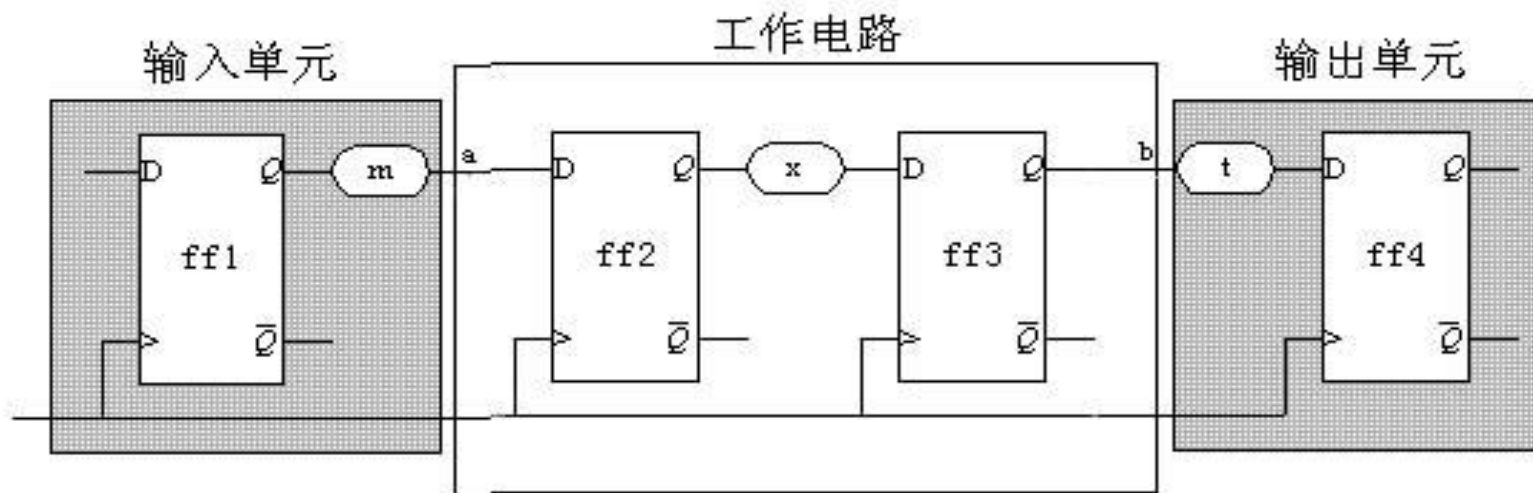 输入单元
工作电路
输出单元
D Q m a D Q x D Q b t D Q
ff1 ff2 ff3 ff4
Q̅ Q̅ Q̅ Q̅